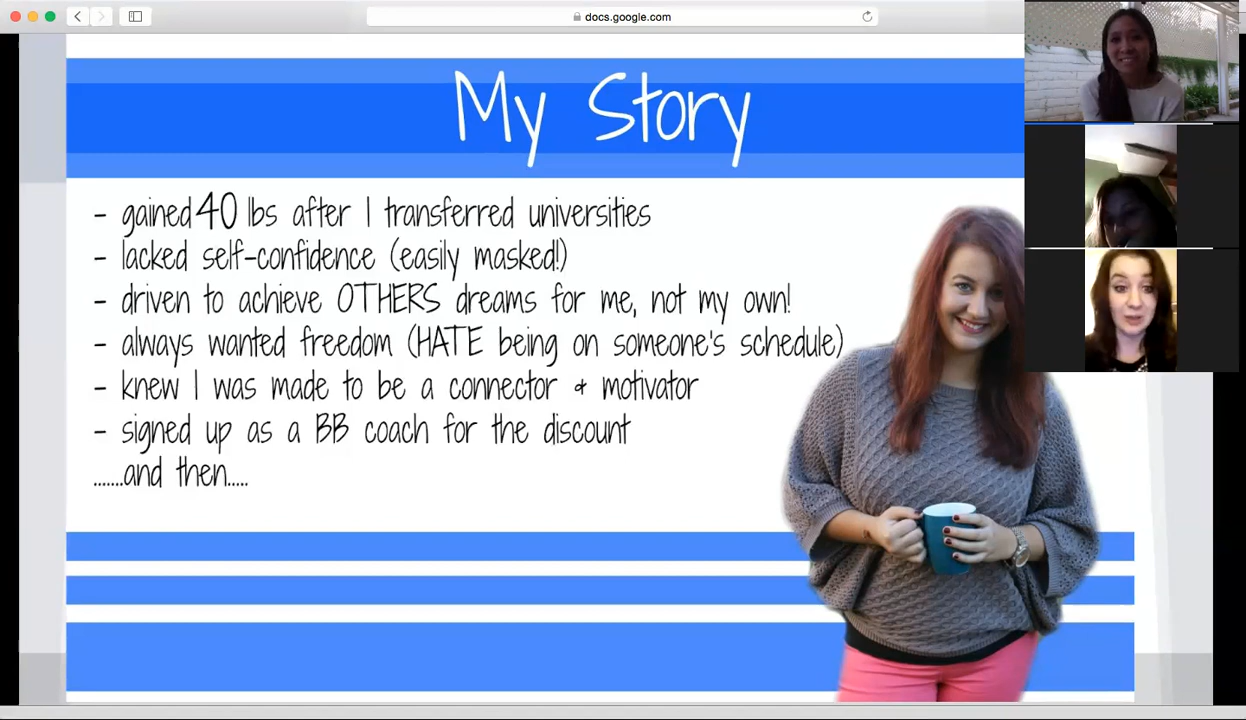 docs.google.com
My Story
- gained 40 lbs after I transferred universities
- lacked self-confidence (easily masked!)
- driven to achieve OTHERS dreams for me, not my own!
- always wanted freedom (HATE being on someone's schedule)
- knew I was made to be a connector & motivator
- signed up as a BB coach for the discount
.......and then.....